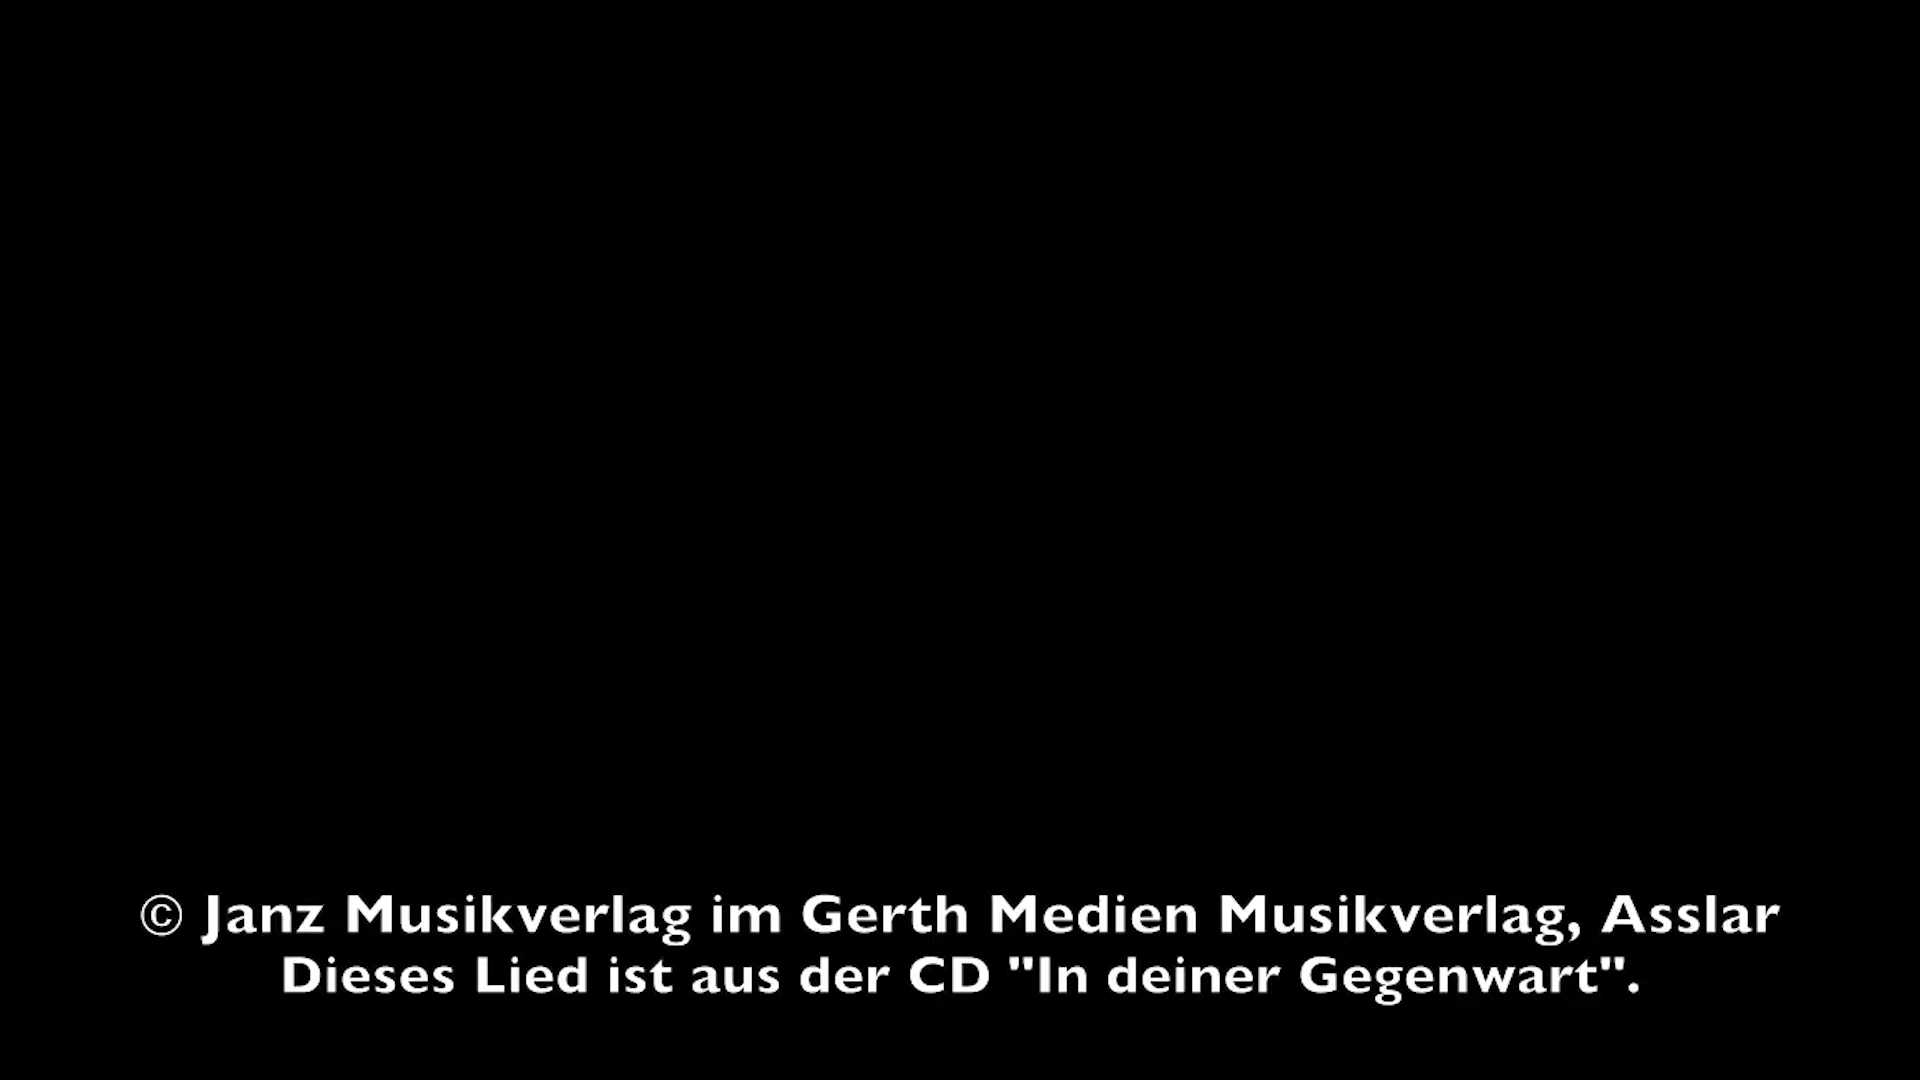 © Janz Musikverlag im Gerth Medien Musikverlag, Asslar
Dieses Lied ist aus der CD "In deiner Gegenwart".